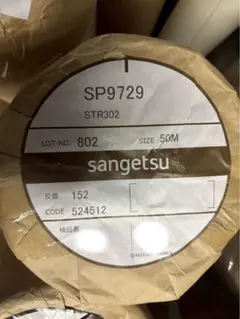 SP9729
STR302
LOT-NO. 802 SIZE 50M
sangetsu
反番 152
CODE 524512
検品者